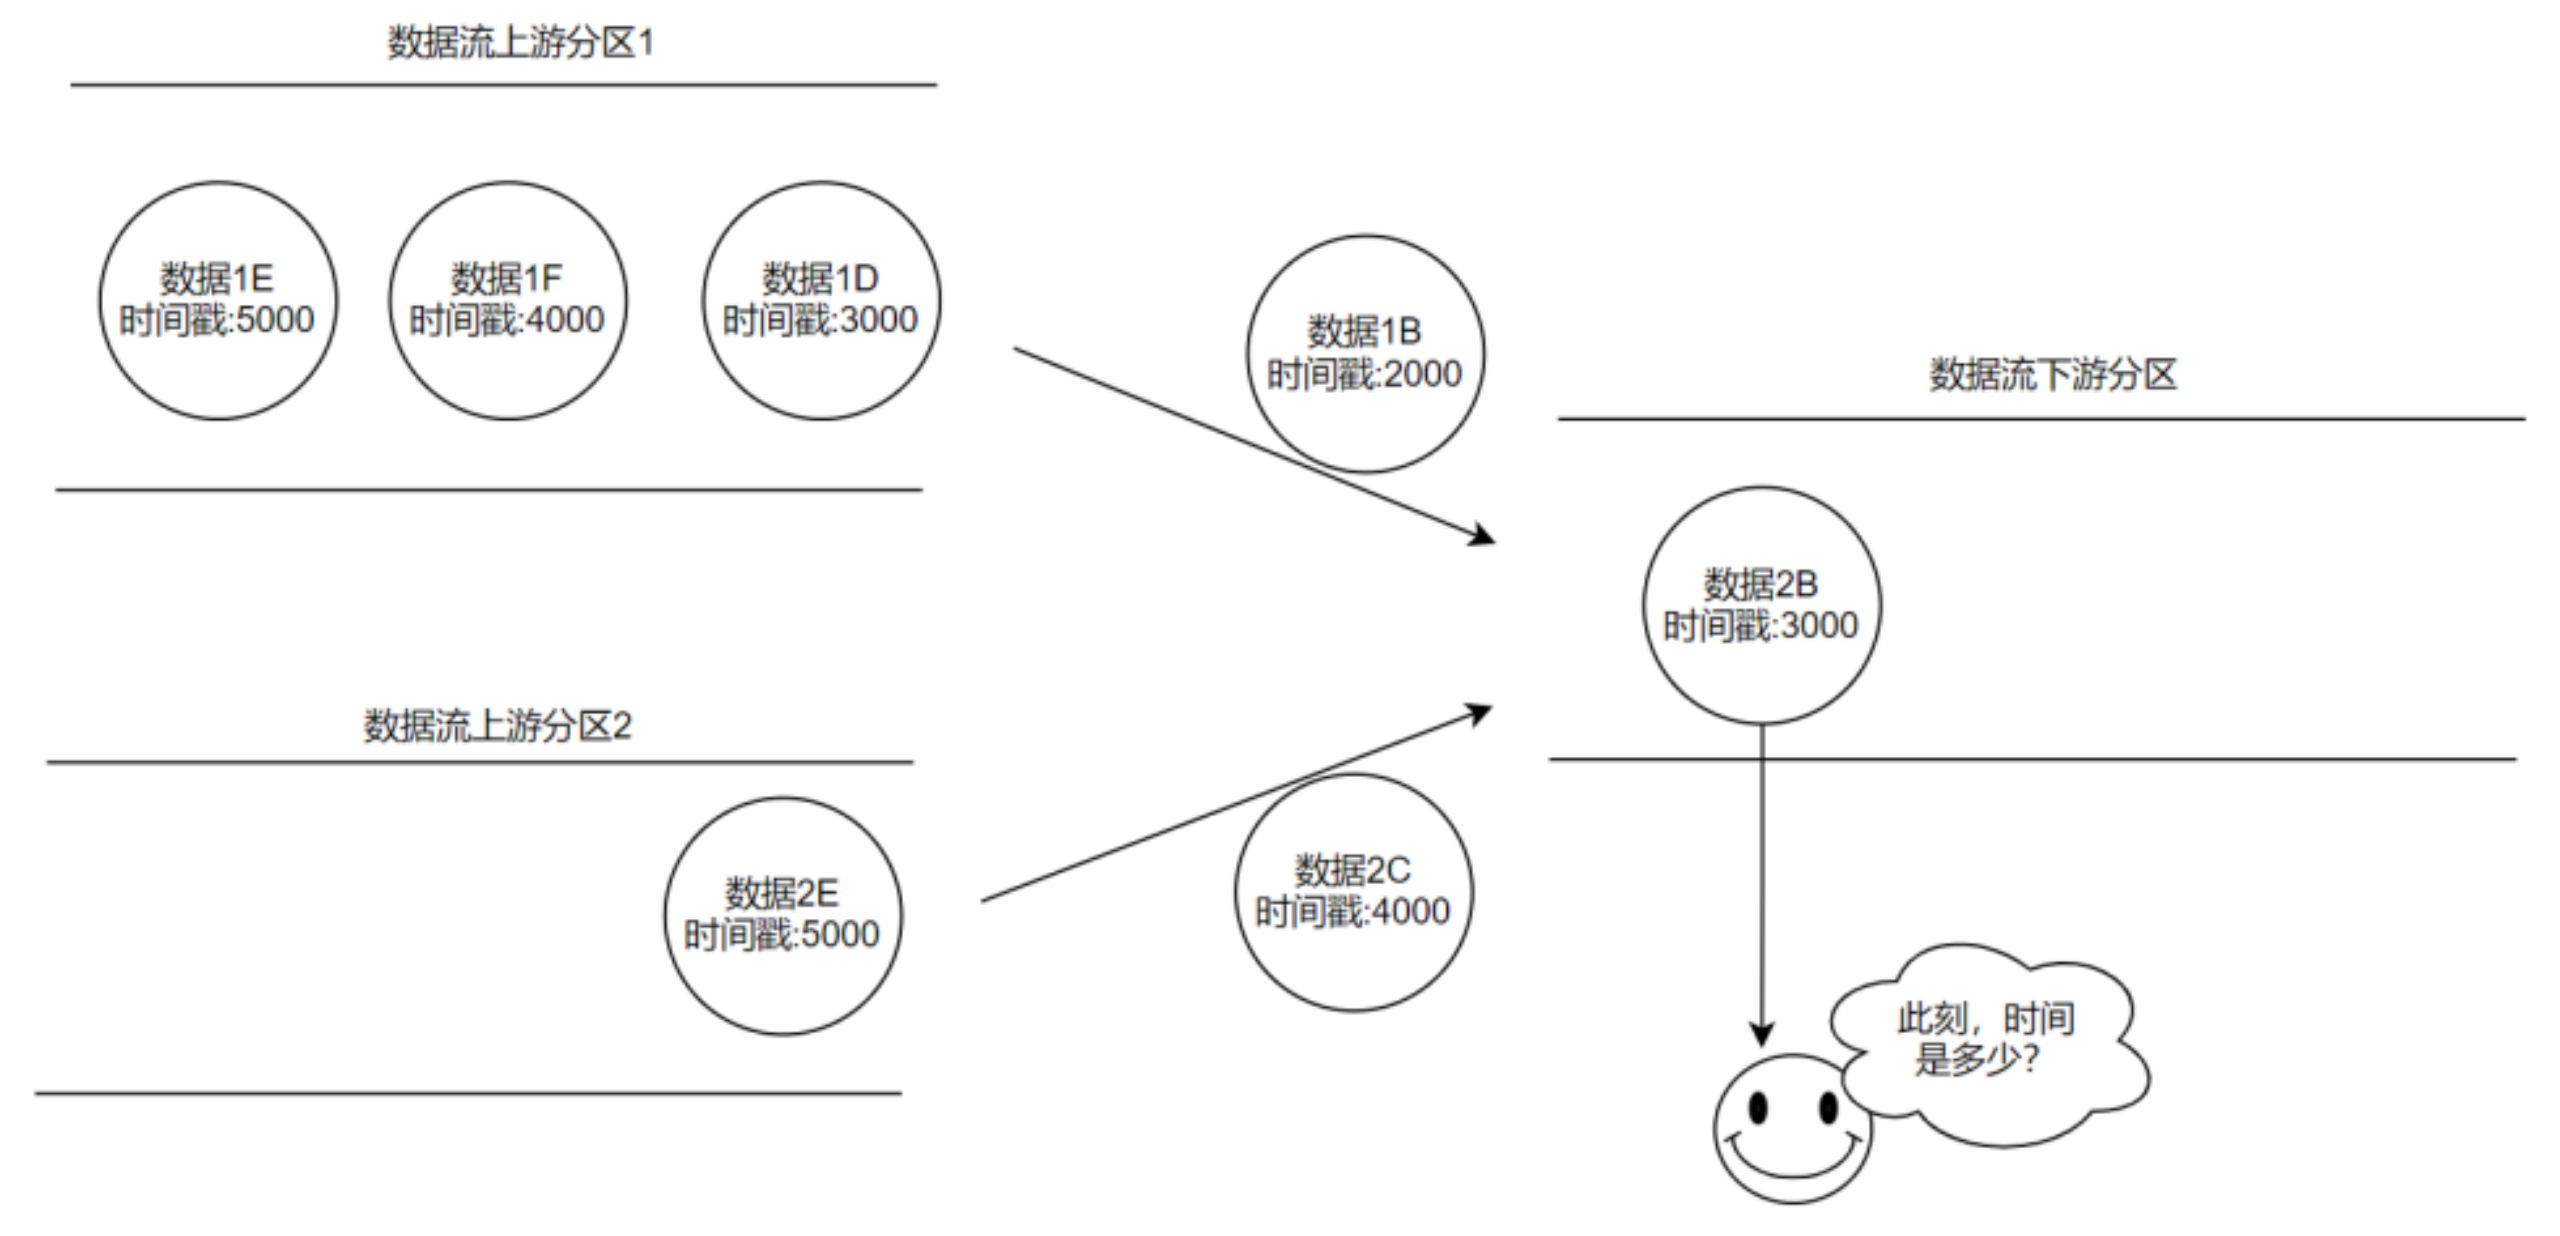 数据流上游分区1
数据1E
时间戳:5000
数据1F
时间戳:4000
数据1D
时间戳:3000
数据1B
时间戳:2000
数据流下游分区
数据2B
时间戳:3000
数据流上游分区2
数据2E
时间戳:5000
数据2C
时间戳:4000
此刻，时间
是多少？